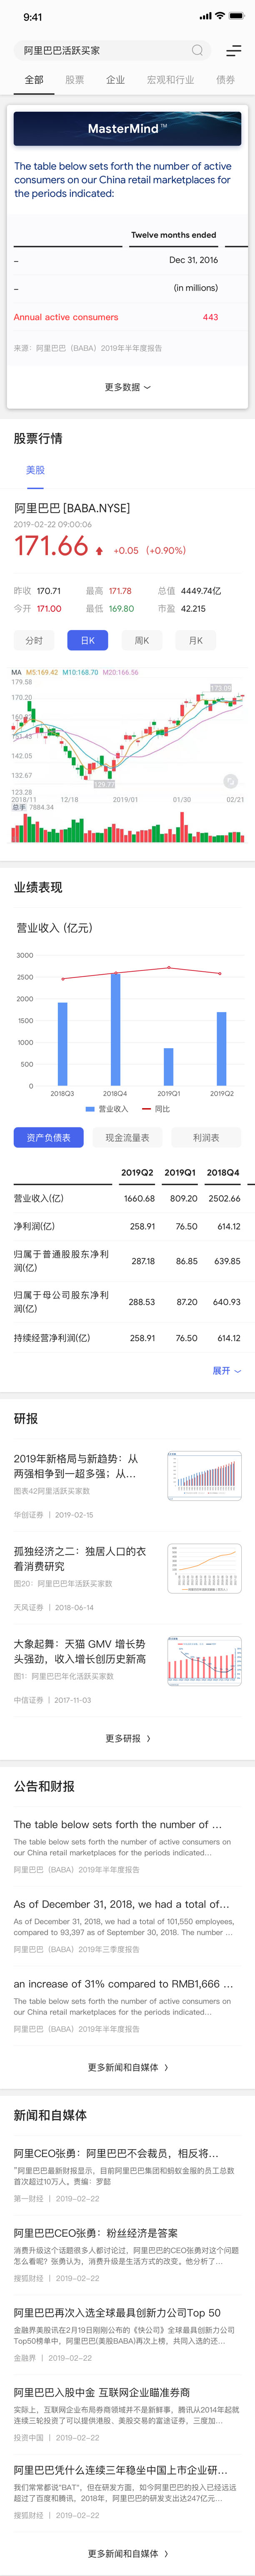 9:41
阿里巴巴活跃买家
全部 股票 企业 宏观和行业 债券
MasterMind™
The table below sets forth the number of active
consumers on our China retail marketplaces for
the periods indicated:
Twelve months ended
– Dec 31, 2016
– (in millions)
Annual active consumers 443
来源：阿里巴巴（BABA）2019年半年度报告
更多数据
股票行情
美股
阿里巴巴 [BABA.NYSE]
2019-02-22 09:00:06
171.66 +0.05 (+0.90%)
昨收 170.71 最高 171.78 总值 4449.74亿
今开 171.00 最低 169.80 市盈 42.215
分时 日K 周K 月K
MA M5:169.42 M10:168.70 M20:166.56
179.58
170.20
151.43
142.05
132.67
123.28
2018/11 12/18 2019/01 01/30 02/21
总手 7884.34
业绩表现
营业收入 (亿元)
3000
2500
2000
1500
1000
500
0
2018Q3 2018Q4 2019Q1 2019Q2
营业收入 同比
资产负债表 现金流量表 利润表
2019Q2 2019Q1 2018Q4
营业收入(亿) 1660.68 809.20 2502.66
净利润(亿) 258.91 76.50 614.12
归属于普通股股东净利
润(亿) 287.18 86.85 639.85
归属于母公司股东净利
润(亿) 288.53 87.20 640.93
持续经营净利润(亿) 258.91 76.50 614.12
展开
研报
2019年新格局与新趋势：从
两强相争到一超多强；从...
图表42阿里活跃买家数
华创证券 | 2019-02-15
孤独经济之二：独居人口的衣
着消费研究
图20：阿里巴巴年活跃买家数
天风证券 | 2018-06-14
大象起舞：天猫 GMV 增长势
头强劲，收入增长创历史新高
图1：阿里巴巴年化活跃买家数
中信证券 | 2017-11-03
更多研报
公告和财报
The table below sets forth the number of ...
The table below sets forth the number of active consumers on
our China retail marketplaces for the periods indicated...
阿里巴巴（BABA）2019年半年度报告
As of December 31, 2018, we had a total of...
As of December 31, 2018, we had a total of 101,550 employees,
compared to 93,397 as of September 30, 2018. The number ...
阿里巴巴（BABA）2019年三季度报告
an increase of 31% compared to RMB1,666 ...
The table below sets forth the number of active consumers on
our China retail marketplaces for the periods indicated...
阿里巴巴（BABA）2019年半年度报告
更多新闻和自媒体
新闻和自媒体
阿里CEO张勇：阿里巴巴不会裁员，相反将...
"阿里巴巴最新财报显示，目前阿里巴巴集团和蚂蚁金服的员工总数
首次超过10万人。责编：罗懿
第一财经 | 2019-02-22
阿里巴巴CEO张勇：粉丝经济是答案
消费升级这个话题很多人都讨论过，阿里巴巴的CEO张勇对这个问题
怎么看呢？张勇认为，消费升级是生活方式的改变。他分析了...
搜狐财经 | 2019-02-22
阿里巴巴再次入选全球最具创新力公司Top 50
金融界美股讯在2月19日刚刚公布的《快公司》全球最具创新力公司
Top50榜单中，阿里巴巴(美股BABA)再次上榜，共同入选的还...
金融界 | 2019-02-22
阿里巴巴入股中金 互联网企业瞄准券商
实际上，互联网企业布局券商领域并不是新鲜事，腾讯从2014年起就
连续三轮投资了可以提供港股、美股交易的富途证券，三度加...
投资中国 | 2019-02-22
阿里巴巴凭什么连续三年稳坐中国上市企业研...
我们常常都说"BAT"，但在研发方面，如今阿里巴巴的投入已经远远
超过了百度和腾讯，2018年，阿里巴巴的研发支出达247亿元...
搜狐财经 | 2019-02-22
更多新闻和自媒体